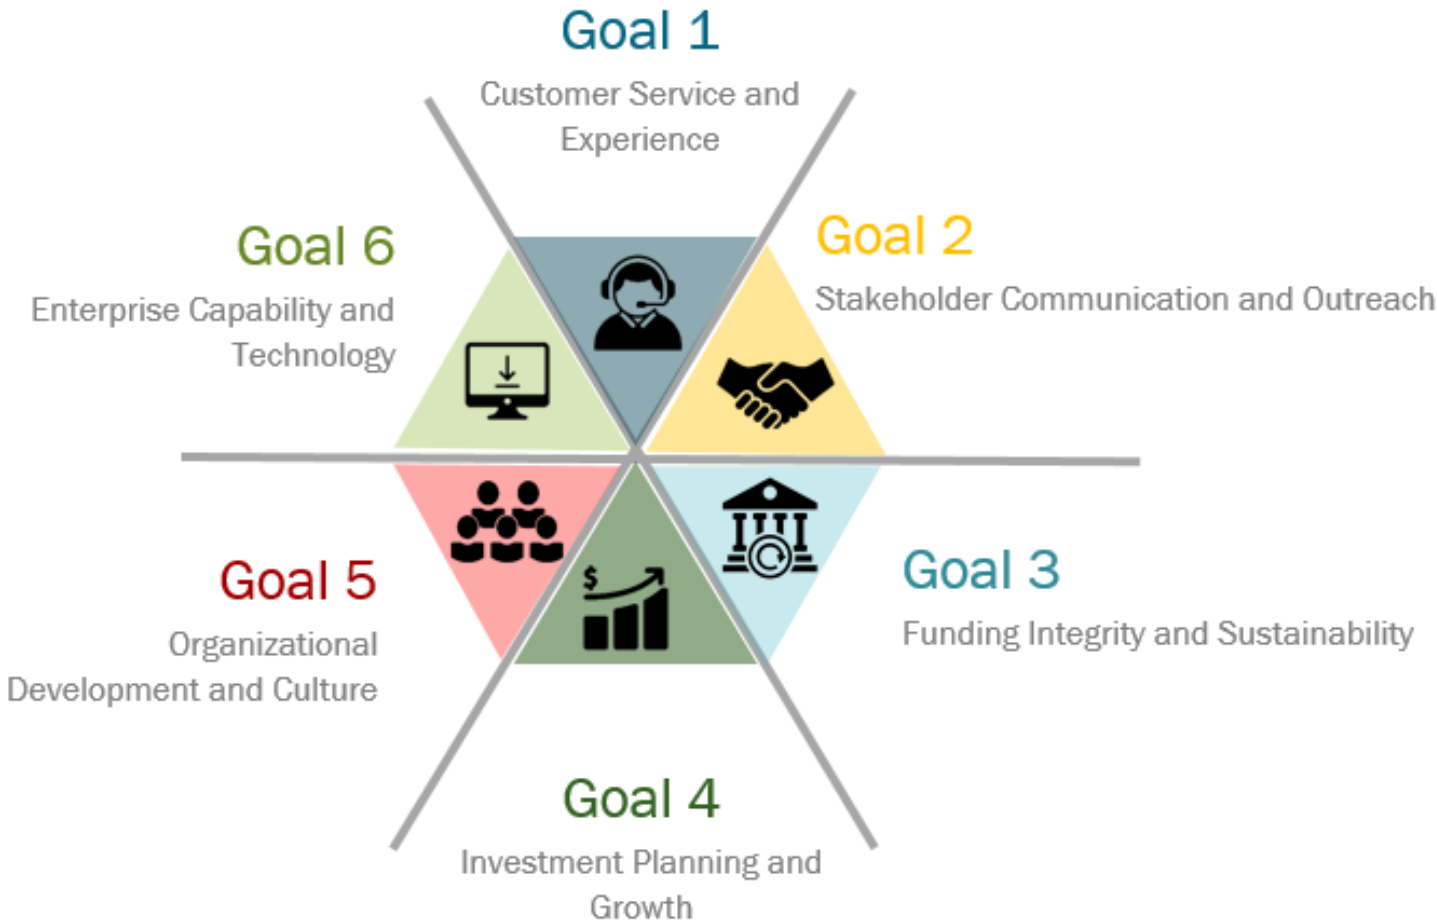 Goal 1
Customer Service and
Experience
Goal 2
Stakeholder Communication and Outreach
Goal 3
Funding Integrity and Sustainability
Goal 4
Investment Planning and
Growth
Goal 5
Organizational
Development and Culture
Goal 6
Enterprise Capability and
Technology
$